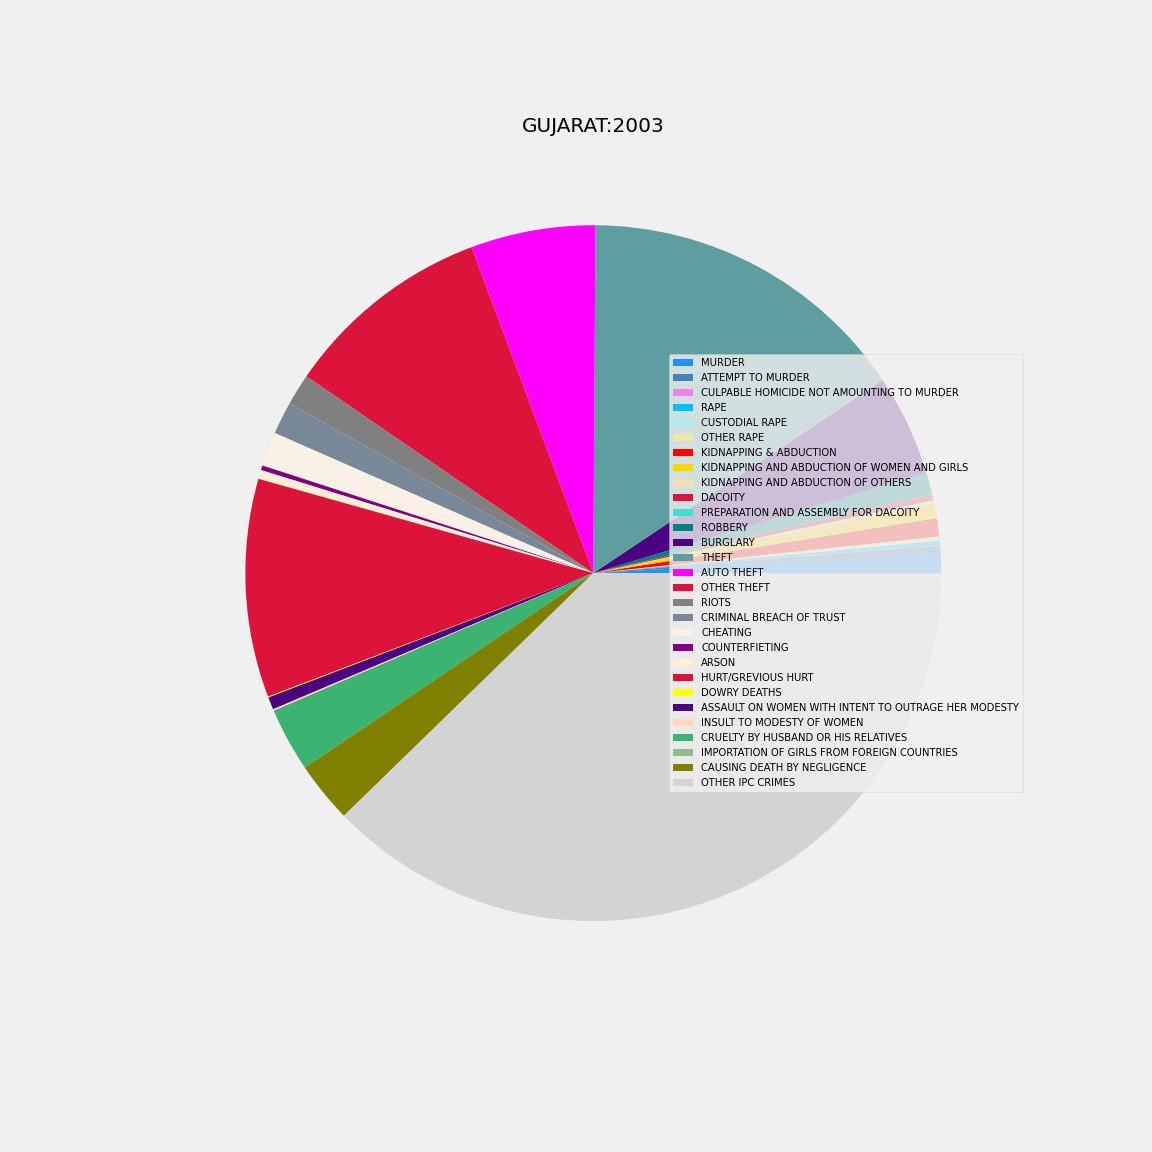 GUJARAT:2003
MURDER
ATTEMPT TO MURDER
CULPABLE HOMICIDE NOT AMOUNTING TO MURDER
RAPE
CUSTODIAL RAPE
OTHER RAPE
KIDNAPPING & ABDUCTION
KIDNAPPING AND ABDUCTION OF WOMEN AND GIRLS
KIDNAPPING AND ABDUCTION OF OTHERS
DACOITY
PREPARATION AND ASSEMBLY FOR DACOITY
ROBBERY
BURGLARY
THEFT
AUTO THEFT
OTHER THEFT
RIOTS
CRIMINAL BREACH OF TRUST
CHEATING
COUNTERFIETING
ARSON
HURT/GREVIOUS HURT
DOWRY DEATHS
ASSAULT ON WOMEN WITH INTENT TO OUTRAGE HER MODESTY
INSULT TO MODESTY OF WOMEN
CRUELTY BY HUSBAND OR HIS RELATIVES
IMPORTATION OF GIRLS FROM FOREIGN COUNTRIES
CAUSING DEATH BY NEGLIGENCE
OTHER IPC CRIMES